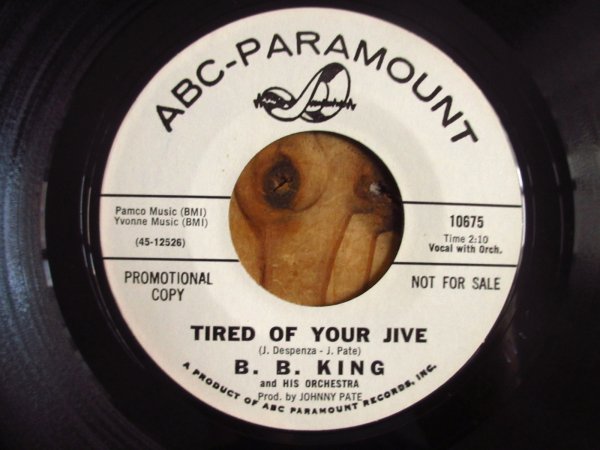 ABC-PARAMOUNT
Pamco Music (BMI)
Yvonne Music (BMI)
(45-12526)
10675
Time 2:10
Vocal with Orch.
PROMOTIONAL
COPY
NOT FOR SALE
TIRED OF YOUR JIVE
(J. Despenza - J. Pate)
B. B. KING
and HIS ORCHESTRA
Prod. by JOHNNY PATE
A PRODUCT OF ABC PARAMOUNT RECORDS, INC.